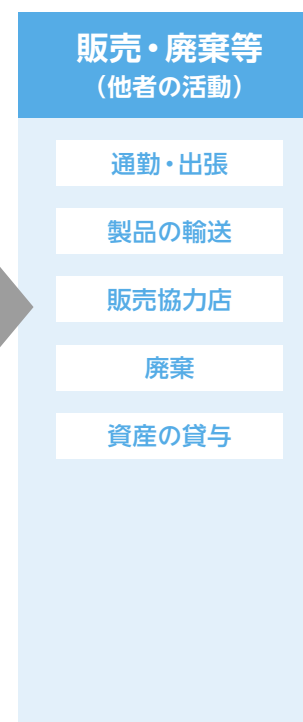 販売・廃棄等
（他者の活動）
通勤・出張
製品の輸送
販売協力店
廃棄
資産の貸与